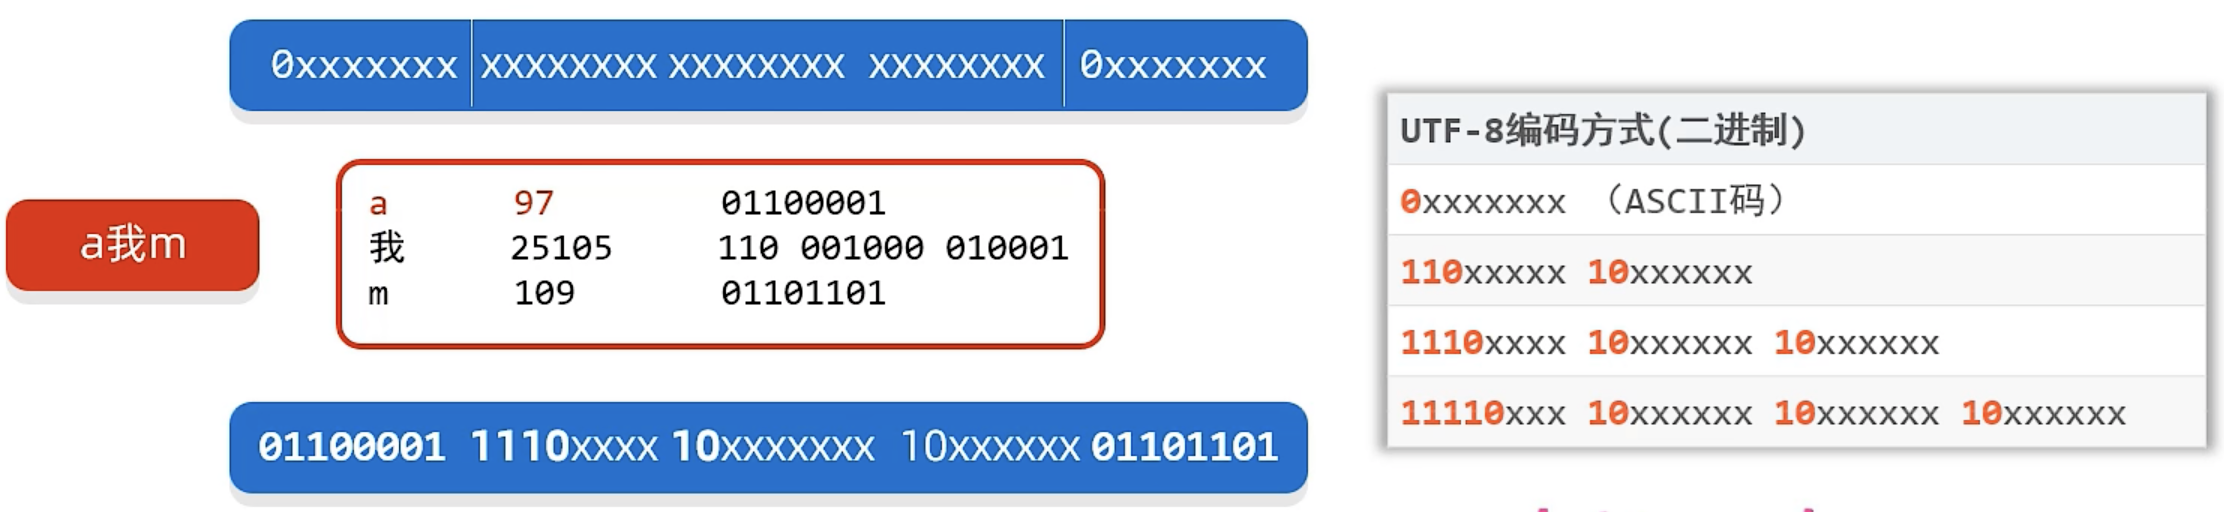 0xxxxxxx xxxxxxxx xxxxxxxx xxxxxxxx 0xxxxxxx
a我m
a 97 01100001
我 25105 110 001000 010001
m 109 01101101
01100001 1110xxxx 10xxxxxxx 10xxxxxx 01101101
UTF-8编码方式(二进制)
0xxxxxxx （ASCII码）
110xxxxx 10xxxxxx
1110xxxx 10xxxxxx 10xxxxxx
11110xxx 10xxxxxx 10xxxxxx 10xxxxxx